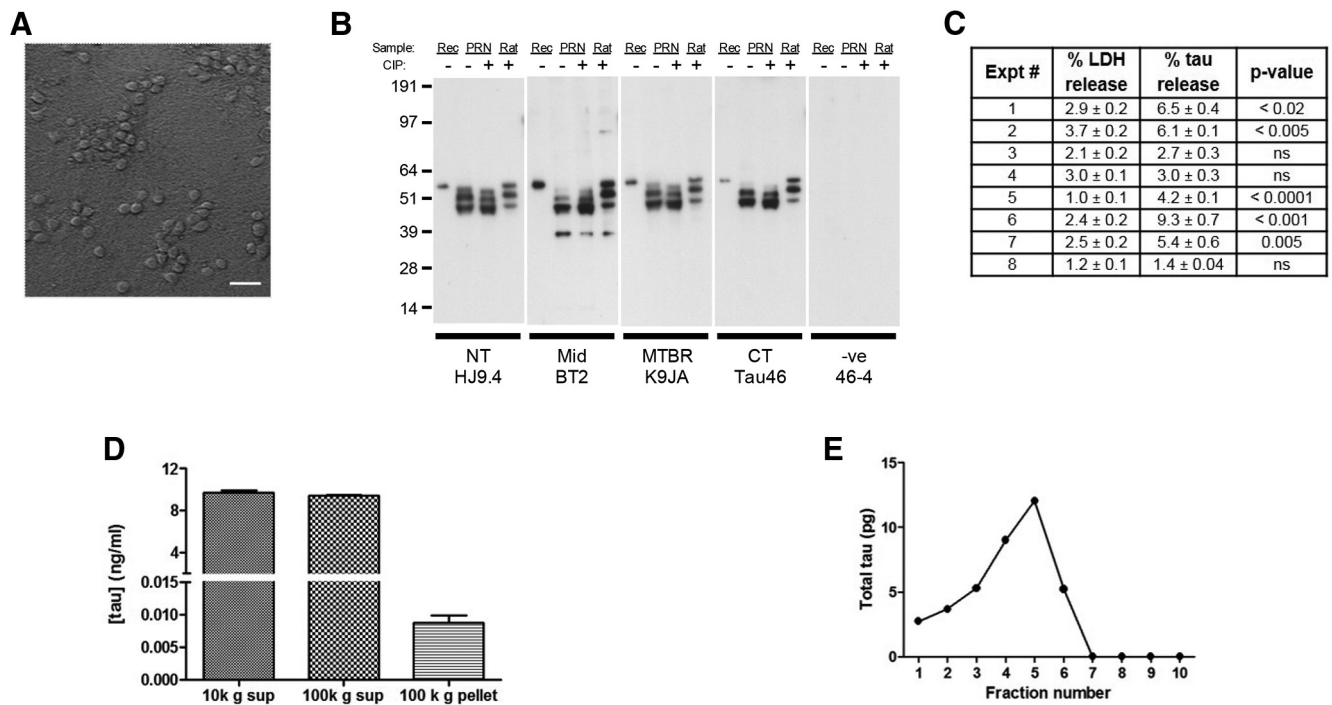 A
B
Sample: Rec PRN Rat Rec PRN Rat Rec PRN Rat Rec PRN Rat Rec PRN Rat
CIP: - - + + - - + + - - + + - - + + - - + +
191
97
64
51
39
28
14
NT Mid MTBR CT -ve
HJ9.4 BT2 K9JA Tau46 46-4
C
Expt # % LDH release % tau release p-value
1 2.9 ± 0.2 6.5 ± 0.4 < 0.02
2 3.7 ± 0.2 6.1 ± 0.1 < 0.005
3 2.1 ± 0.2 2.7 ± 0.3 ns
4 3.0 ± 0.1 3.0 ± 0.3 ns
5 1.0 ± 0.1 4.2 ± 0.1 < 0.0001
6 2.4 ± 0.2 9.3 ± 0.7 < 0.001
7 2.5 ± 0.2 5.4 ± 0.6 0.005
8 1.2 ± 0.1 1.4 ± 0.04 ns
D
[tau] (ng/ml)
12
8
4
0.015
0.010
0.005
0.000
10k g sup 100k g sup 100 k g pellet
E
Total tau (pg)
15
10
5
0
1 2 3 4 5 6 7 8 9 10
Fraction number